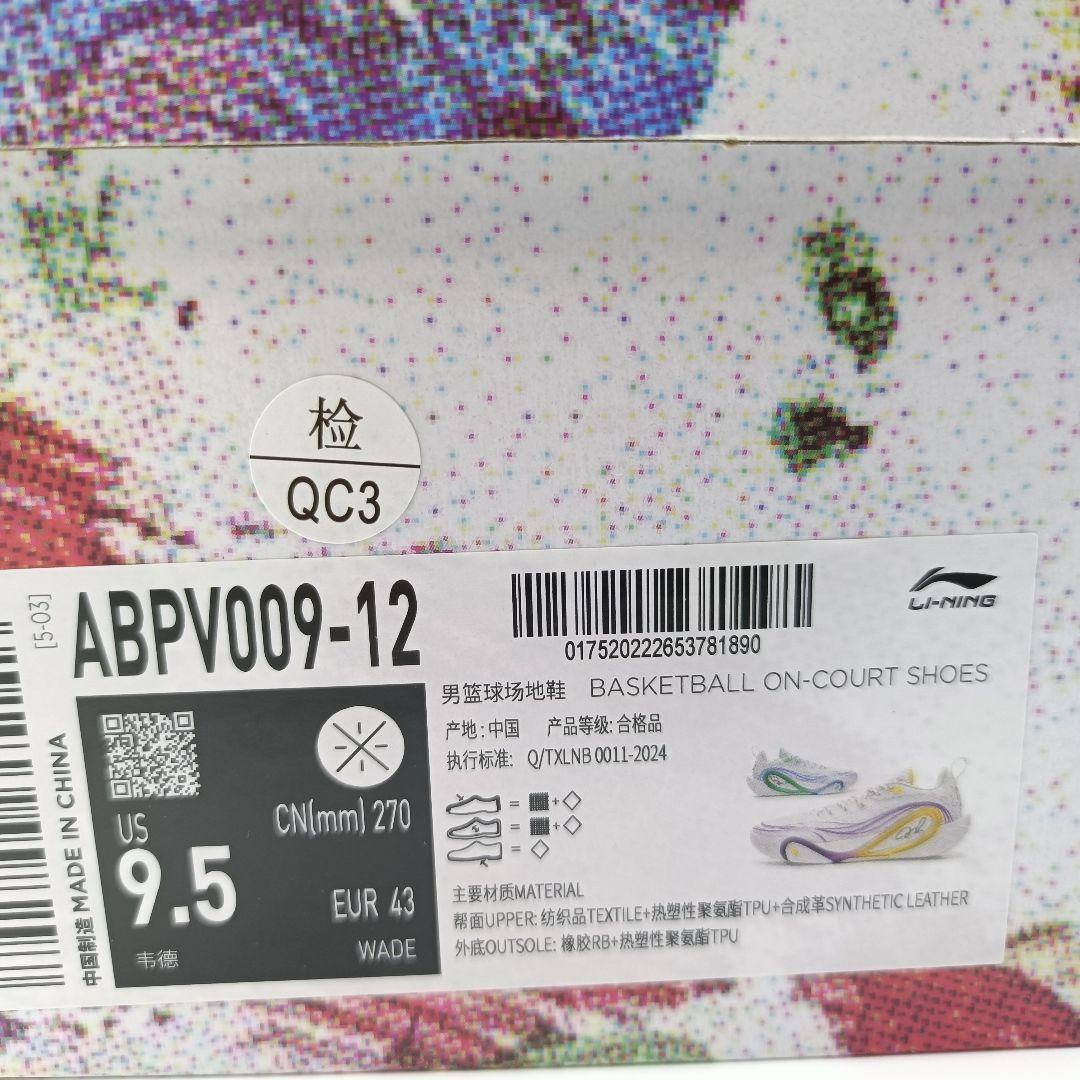 检
QC3
[5-03]
ABPV009-12
017520222653781890
LI-NING
男篮球场地鞋 BASKETBALL ON-COURT SHOES
产地:中国 产品等级:合格品
执行标准: Q/TXLNB 0011-2024
US
9.5
韦德
CN(mm) 270
EUR 43
WADE
中国制造 MADE IN CHINA
主要材质MATERIAL
帮面UPPER: 纺织品TEXTILE+热塑性聚氨酯TPU+合成革SYNTHETIC LEATHER
外底OUTSOLE: 橡胶RB+热塑性聚氨酯TPU